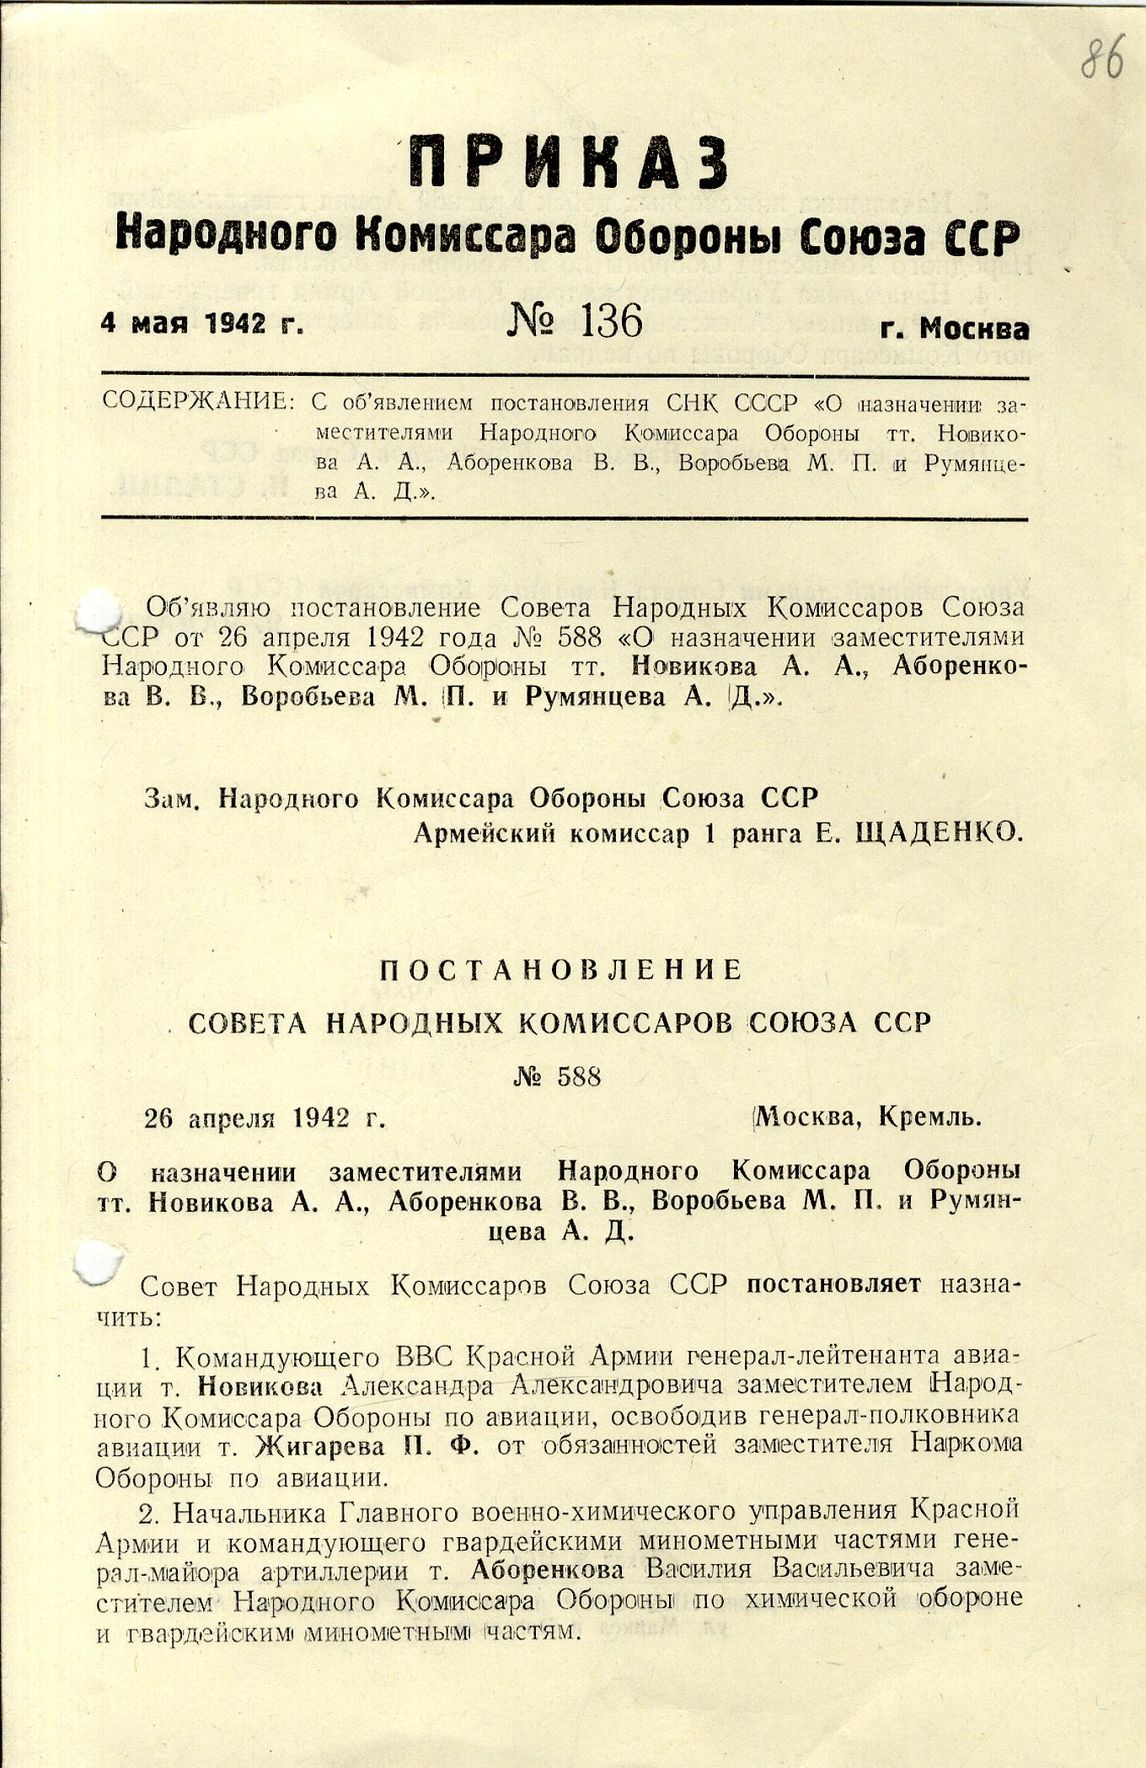 86
ПРИКАЗ
Народного Комиссара Обороны Союза ССР
4 мая 1942 г. № 136 г. Москва
СОДЕРЖАНИЕ: С об’явлением постановления СНК СССР «О назначении за-
местителями Народного Комиссара Обороны тт. Новико-
ва А. А., Аборенкова В. В., Воробьева М. П. и Румянце-
ва А. Д.».
Об’являю постановление Совета Народных Комиссаров Союза
ССР от 26 апреля 1942 года № 588 «О назначении заместителями
Народного Комиссара Обороны тт. Новикова А. А., Аборенко-
ва В. В., Воробьева М. П. и Румянцева А. Д.».
Зам. Народного Комиссара Обороны Союза ССР
Армейский комиссар 1 ранга Е. ЩАДЕНКО.
ПОСТАНОВЛЕНИЕ
СОВЕТА НАРОДНЫХ КОМИССАРОВ СОЮЗА ССР
№ 588
26 апреля 1942 г. Москва, Кремль.
О назначении заместителями Народного Комиссара Обороны
тт. Новикова А. А., Аборенкова В. В., Воробьева М. П. и Румян-
цева А. Д.
Совет Народных Комиссаров Союза ССР постановляет назна-
чить:
1. Командующего ВВС Красной Армии генерал-лейтенанта авиа-
ции т. Новикова Александра Александровича заместителем Народ-
ного Комиссара Обороны по авиации, освободив генерал-полковника
авиации т. Жигарева П. Ф. от обязанностей заместителя Наркома
Обороны по авиации.
2. Начальника Главного военно-химического управления Красной
Армии и командующего гвардейскими минометными частями гене-
рал-майора артиллерии т. Аборенкова Василия Васильевича заме-
стителем Народного Комиссара Обороны по химической обороне
и гвардейским минометным частям.